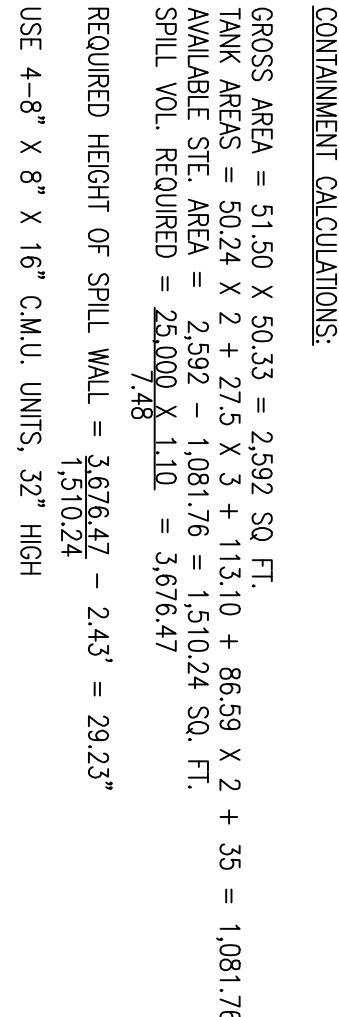 CONTAINMENT CALCULATIONS:
GROSS AREA = 51.50 X 50.33 = 2,592 SQ FT.
TANK AREAS = 50.24 X 2 + 27.5 X 3 + 113.10 + 86.59 X 2 + 35 = 1,081.76
AVAILABLE STE. AREA = 2,592 - 1,081.76 = 1,510.24 SQ. FT.
SPILL VOL. REQUIRED = 25,000 X 1.10 = 3,676.47
7.48
REQUIRED HEIGHT OF SPILL WALL = 3,676.47 - 2.43' = 29.23"
1,510.24
USE 4-8" X 8" X 16" C.M.U. UNITS, 32" HIGH